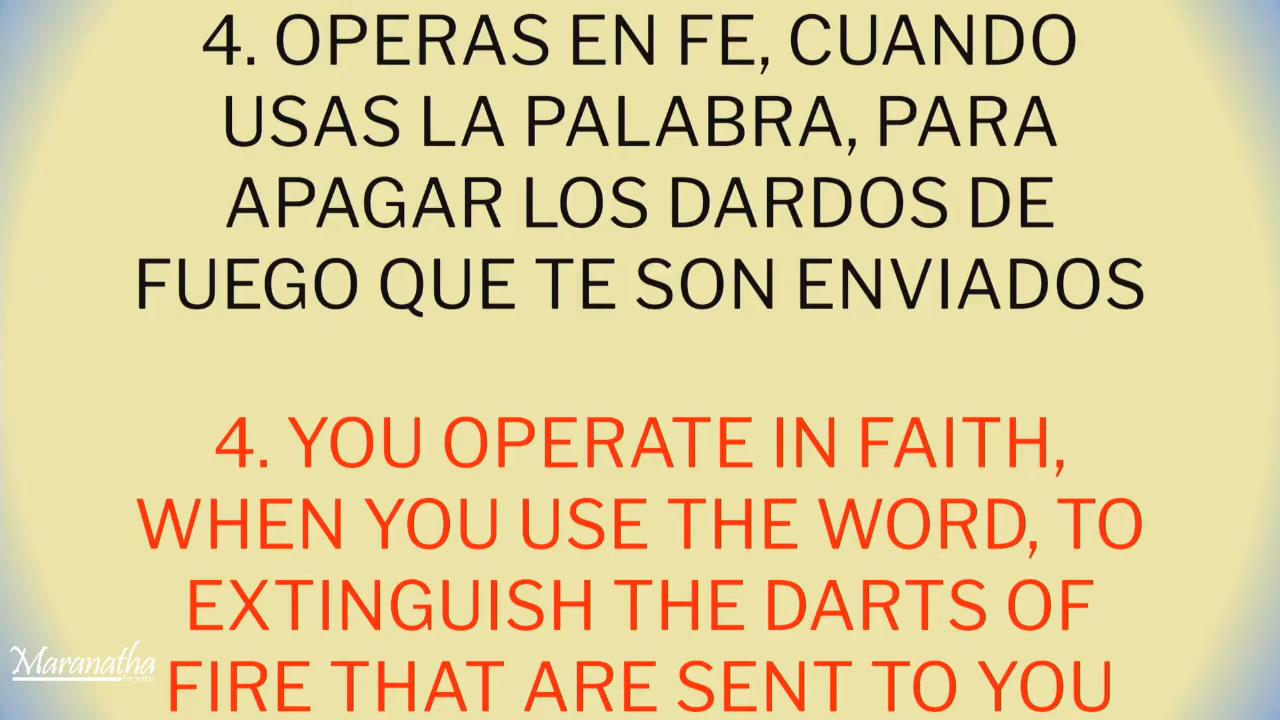 4. OPERAS EN FE, CUANDO
USAS LA PALABRA, PARA
APAGAR LOS DARDOS DE
FUEGO QUE TE SON ENVIADOS
4. YOU OPERATE IN FAITH,
WHEN YOU USE THE WORD, TO
EXTINGUISH THE DARTS OF
FIRE THAT ARE SENT TO YOU
Maranatha
Toronto